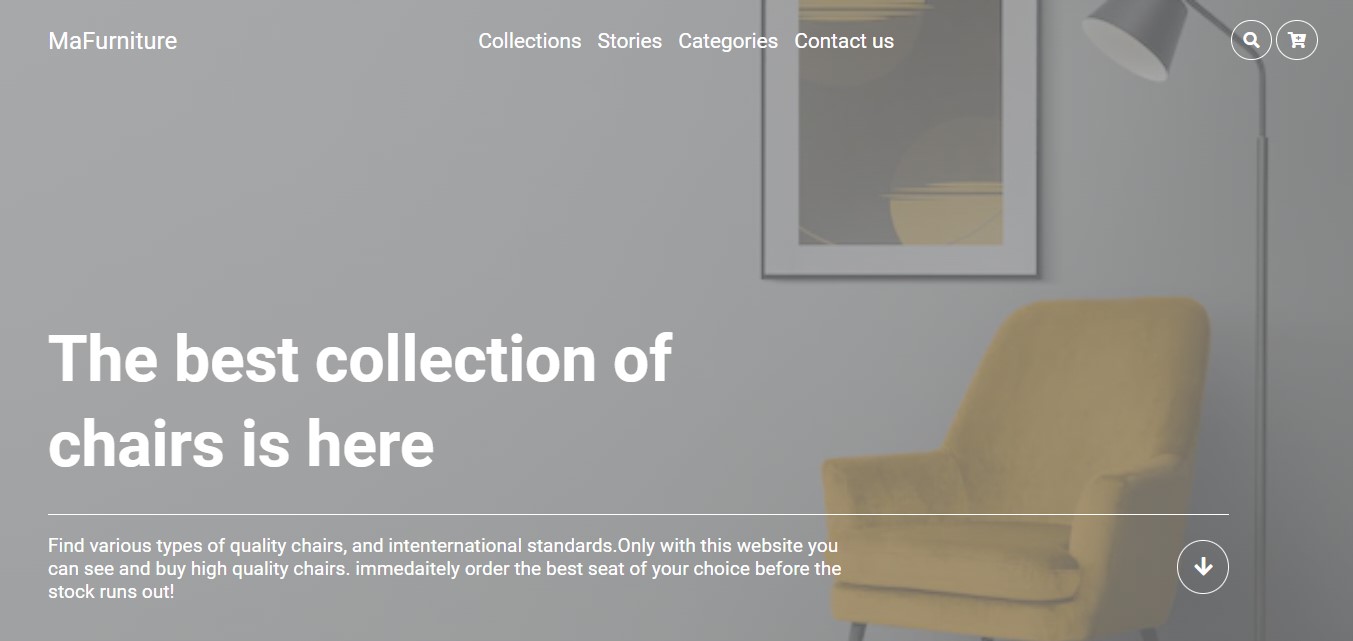 MaFurniture
Collections Stories Categories Contact us
The best collection of
chairs is here
Find various types of quality chairs, and intenternational standards.Only with this website you
can see and buy high quality chairs. immedaitely order the best seat of your choice before the
stock runs out!